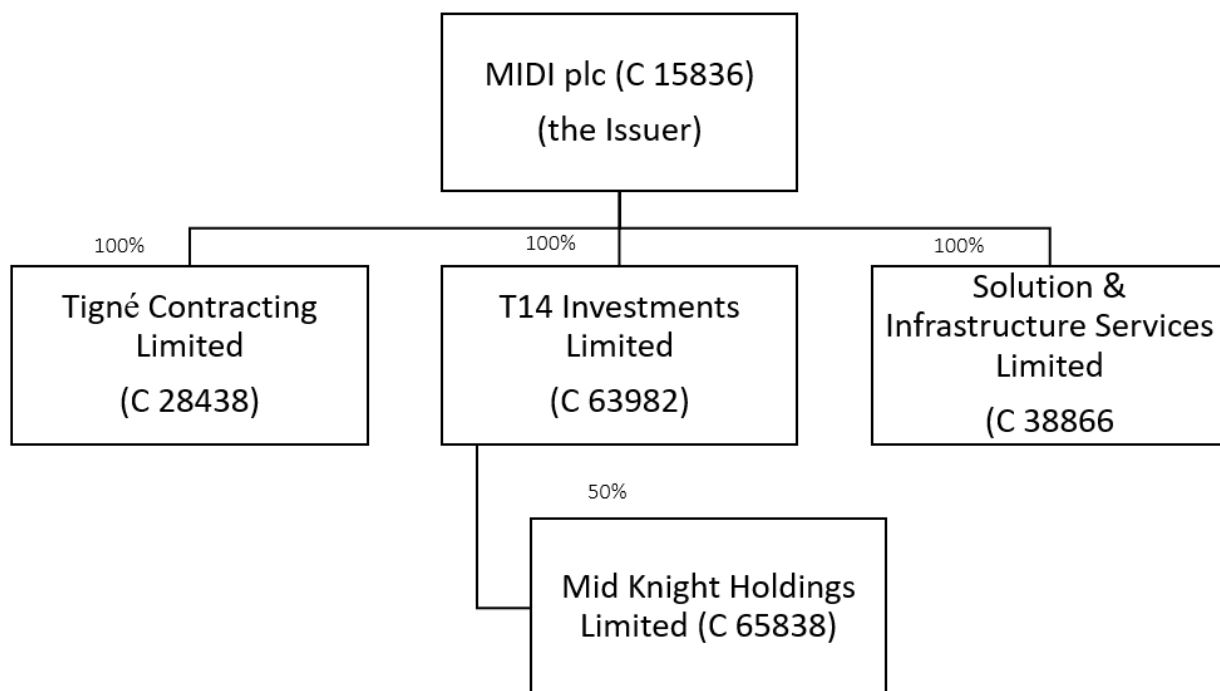 MIDI plc (C 15836)
(the Issuer)
100%
100%
100%
Tigné Contracting
Limited
(C 28438)
T14 Investments
Limited
(C 63982)
Solution &
Infrastructure Services
Limited
(C 38866
50%
Mid Knight Holdings
Limited (C 65838)